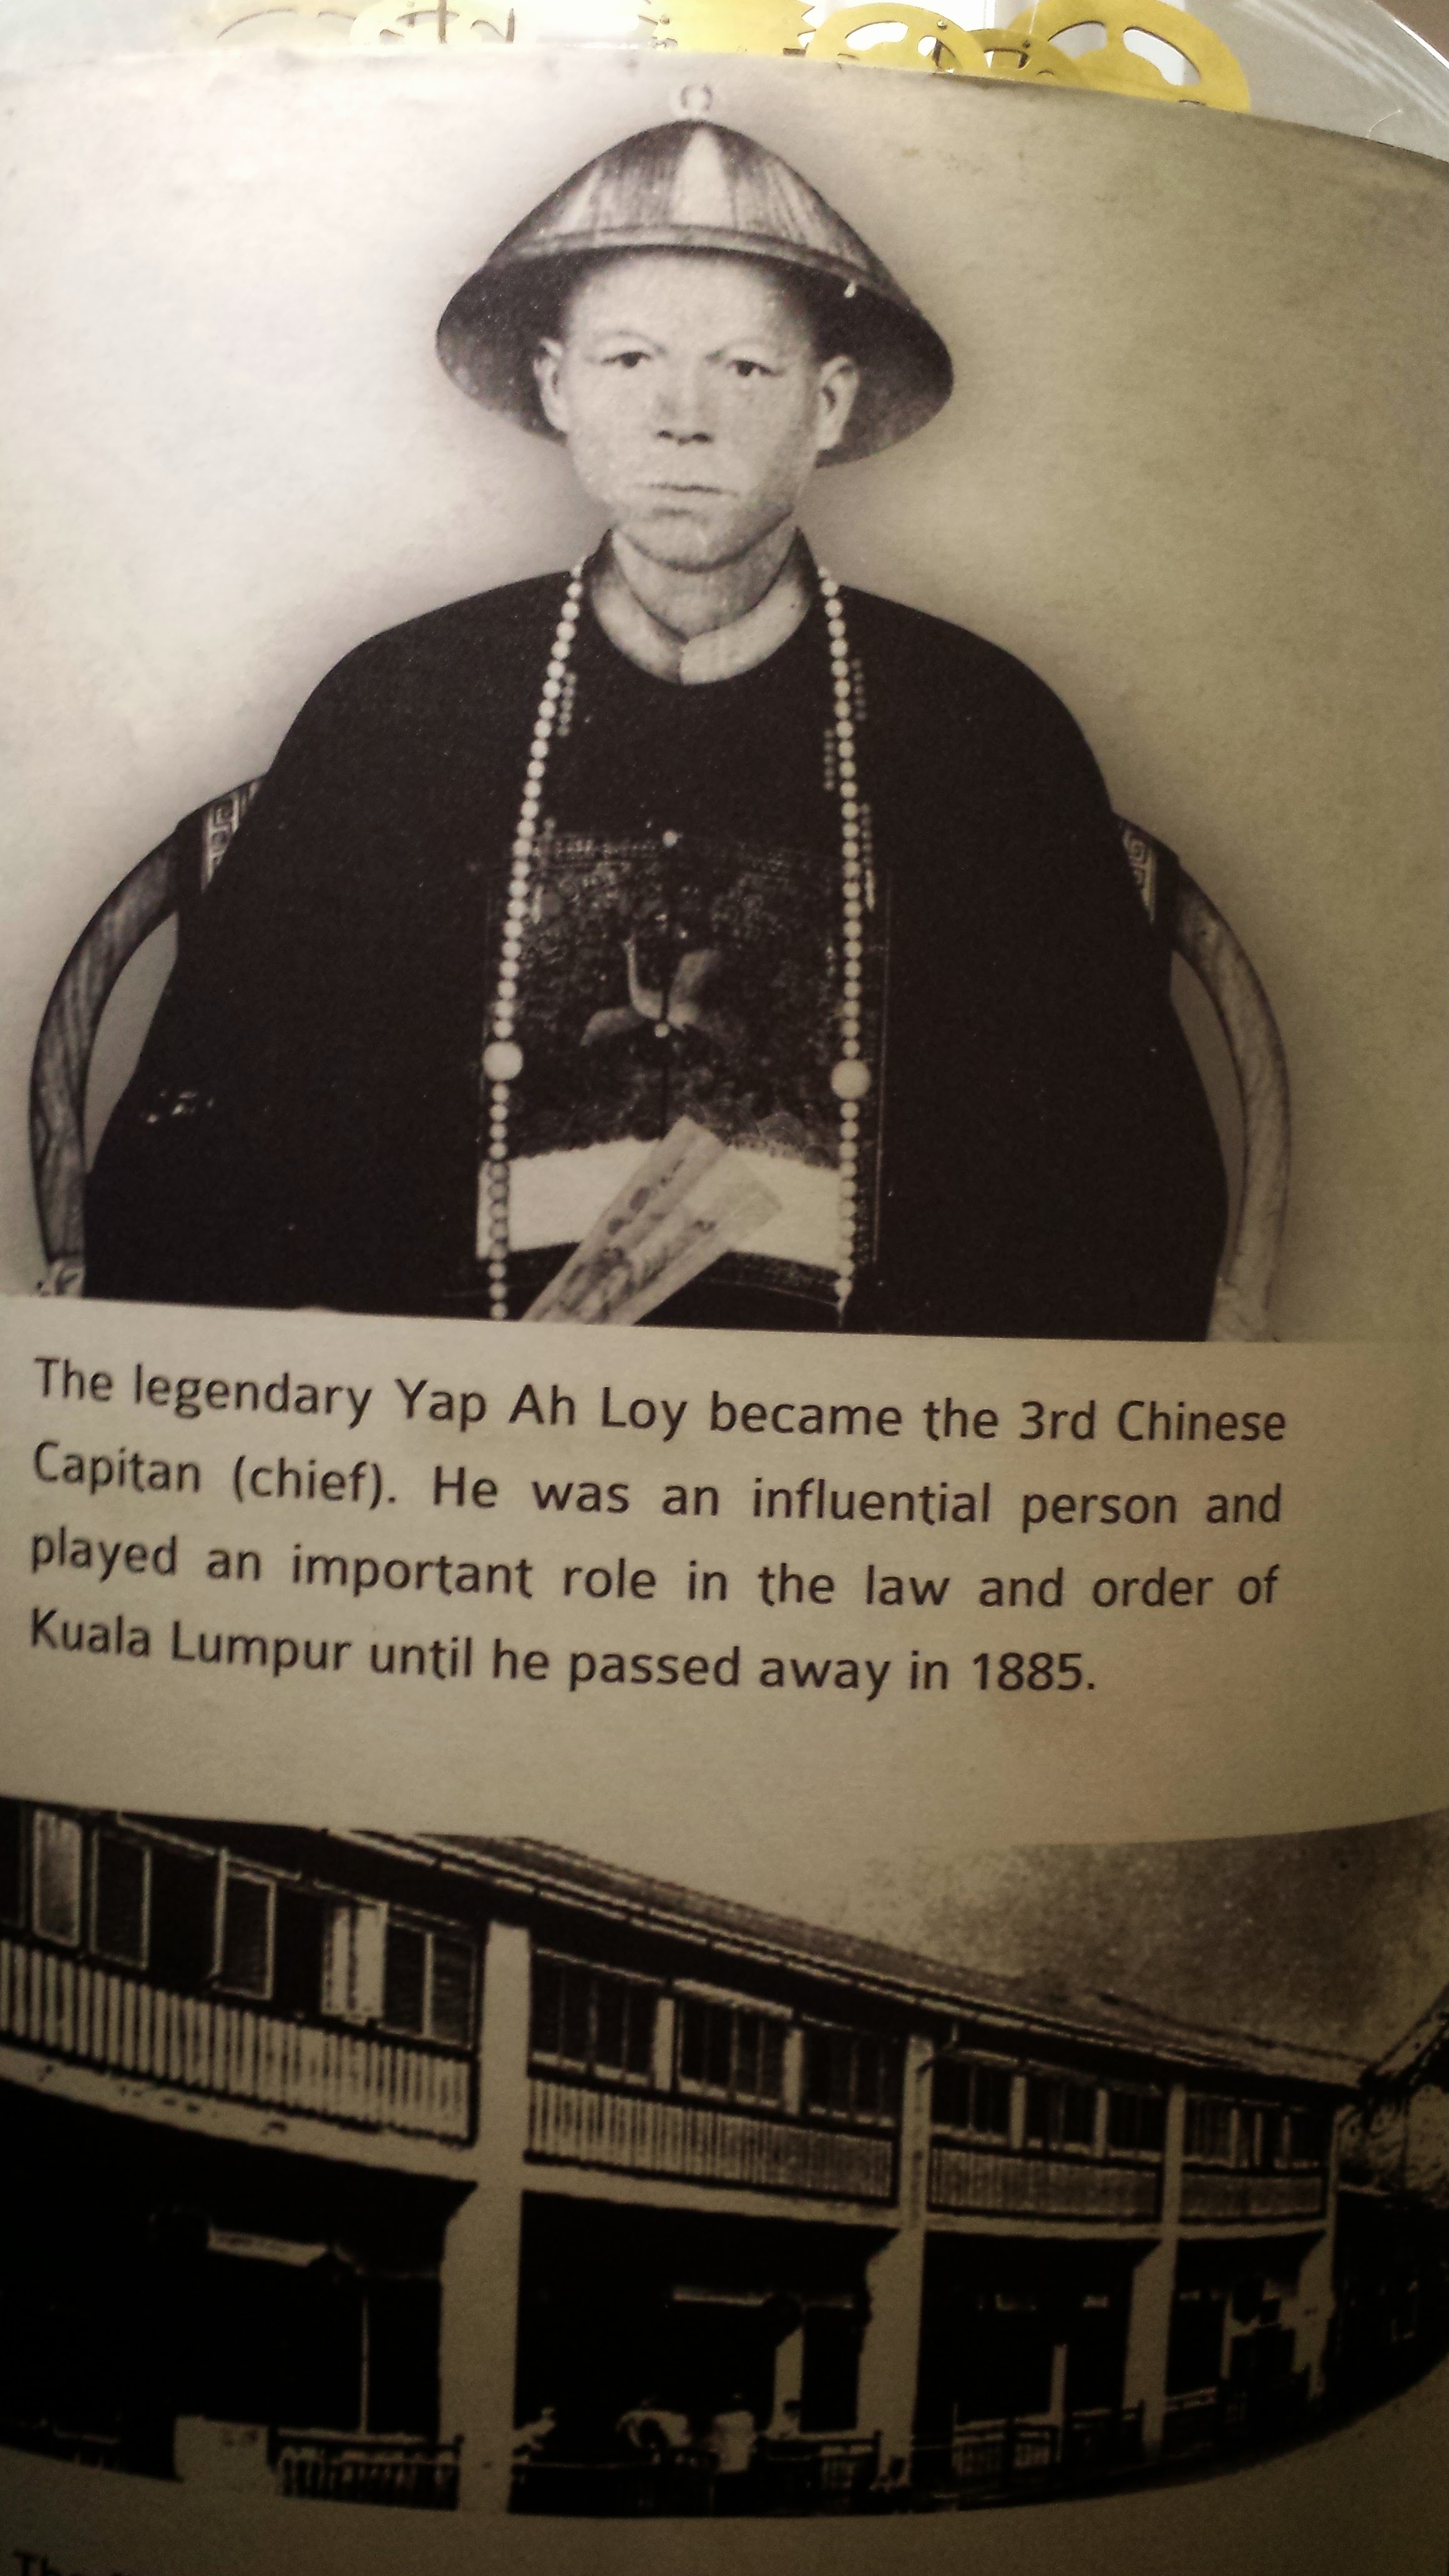 The legendary Yap Ah Loy became the 3rd Chinese
Capitan (chief). He was an influential person and
played an important role in the law and order of
Kuala Lumpur until he passed away in 1885.
The